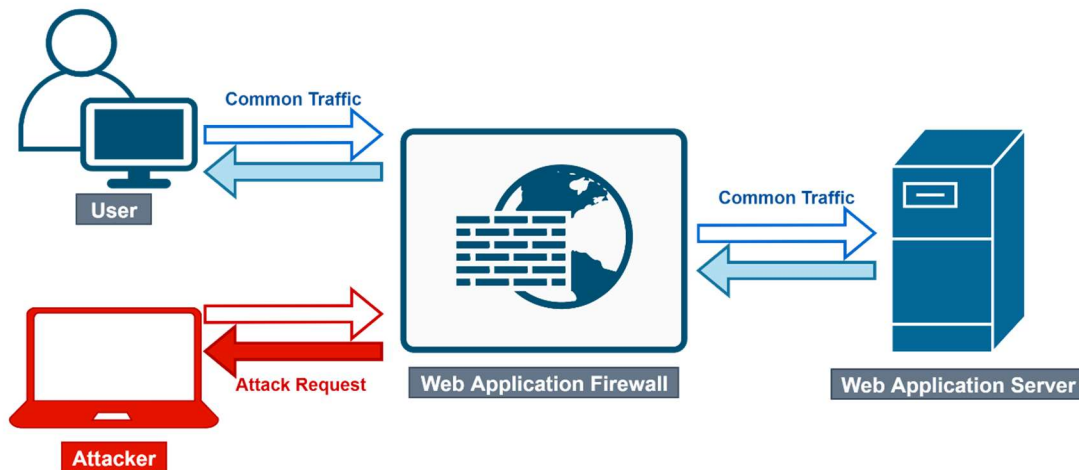 Common Traffic
User
Common Traffic
Attack Request
Web Application Firewall
Web Application Server
Attacker